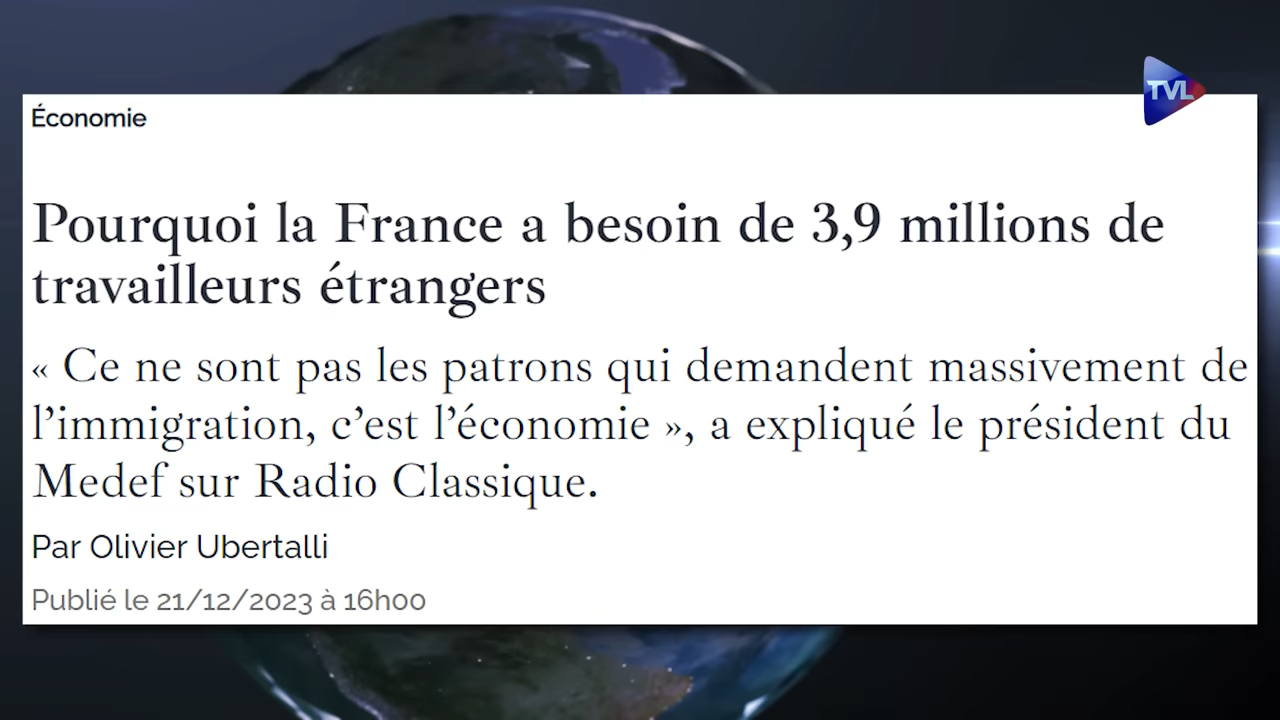 TVL
Économie
Pourquoi la France a besoin de 3,9 millions de
travailleurs étrangers
« Ce ne sont pas les patrons qui demandent massivement de
l’immigration, c’est l’économie », a expliqué le président du
Medef sur Radio Classique.
Par Olivier Ubertalli
Publié le 21/12/2023 à 16h00